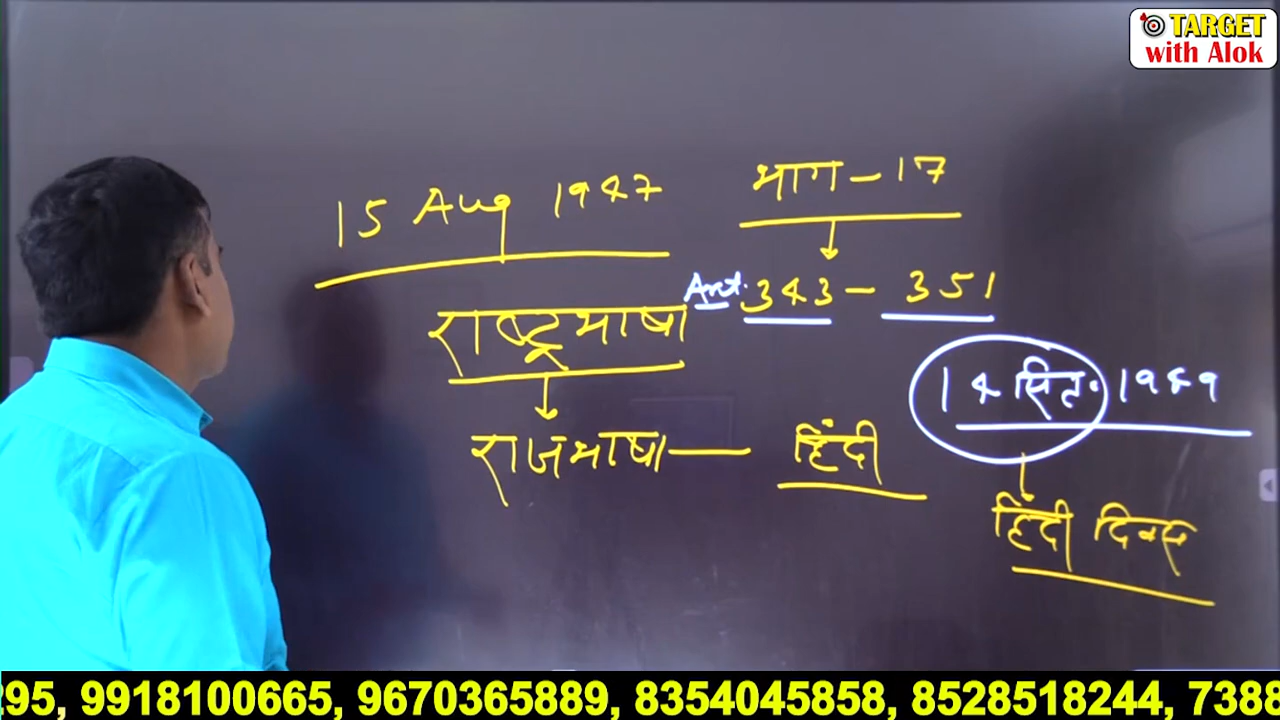 TARGET
with Alok
15 Aug 1947
भाग - 17
Art. 343 - 351
राष्ट्रभाषा
14 सित. 1949
राजभाषा — हिंदी
हिंदी दिवस
295, 9918100665, 9670365889, 8354045858, 8528518244, 7388